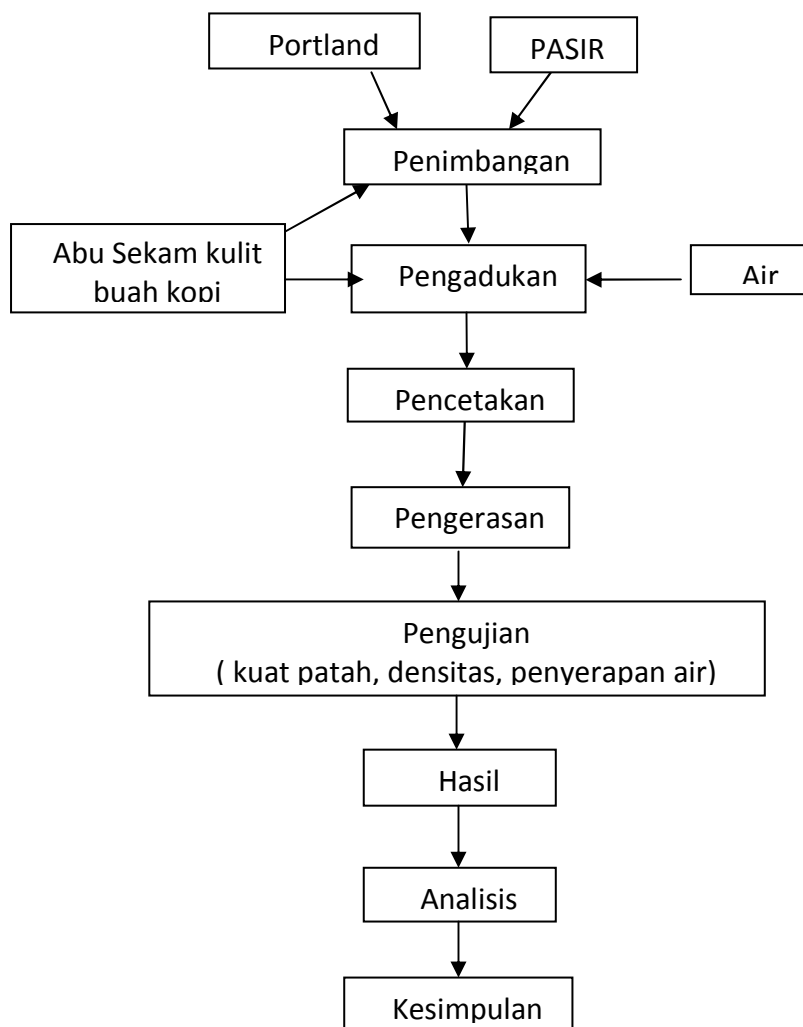 Portland
PASIR
Penimbangan
Abu Sekam kulit
buah kopi
Pengadukan
Air
Pencetakan
Pengerasan
Pengujian
( kuat patah, densitas, penyerapan air)
Hasil
Analisis
Kesimpulan